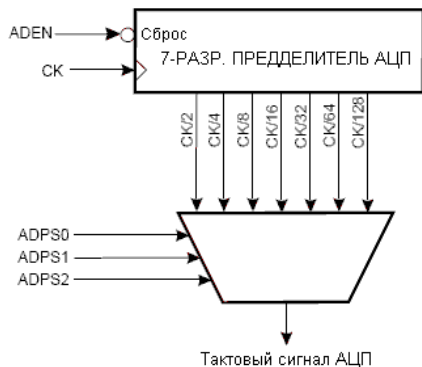 ADEN
Сброс
7-РАЗР. ПРЕДДЕЛИТЕЛЬ АЦП
CK
CK/2
CK/4
CK/8
CK/16
CK/32
CK/64
CK/128
ADPS0
ADPS1
ADPS2
Тактовый сигнал АЦП